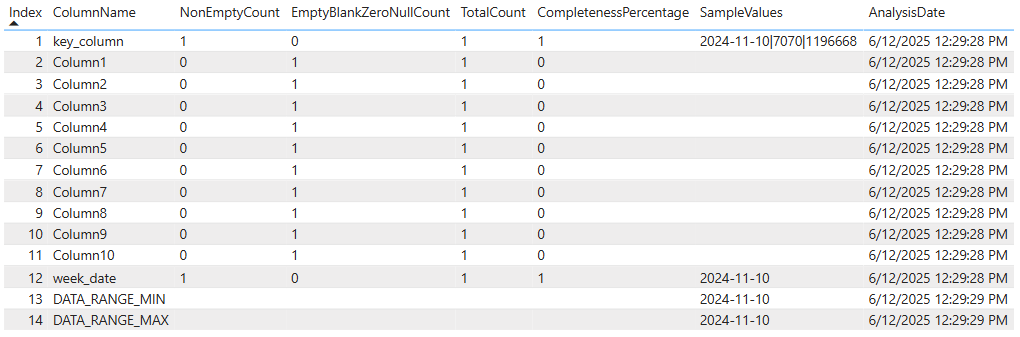 Index ColumnName NonEmptyCount EmptyBlankZeroNullCount TotalCount CompletenessPercentage SampleValues AnalysisDate
1 key_column 1 0 1 1 2024-11-10|7070|1196668 6/12/2025 12:29:28 PM
2 Column1 0 1 1 0 6/12/2025 12:29:28 PM
3 Column2 0 1 1 0 6/12/2025 12:29:28 PM
4 Column3 0 1 1 0 6/12/2025 12:29:28 PM
5 Column4 0 1 1 0 6/12/2025 12:29:28 PM
6 Column5 0 1 1 0 6/12/2025 12:29:28 PM
7 Column6 0 1 1 0 6/12/2025 12:29:28 PM
8 Column7 0 1 1 0 6/12/2025 12:29:28 PM
9 Column8 0 1 1 0 6/12/2025 12:29:28 PM
10 Column9 0 1 1 0 6/12/2025 12:29:28 PM
11 Column10 0 1 1 0 6/12/2025 12:29:28 PM
12 week_date 1 0 1 1 2024-11-10 6/12/2025 12:29:28 PM
13 DATA_RANGE_MIN 2024-11-10 6/12/2025 12:29:29 PM
14 DATA_RANGE_MAX 2024-11-10 6/12/2025 12:29:29 PM